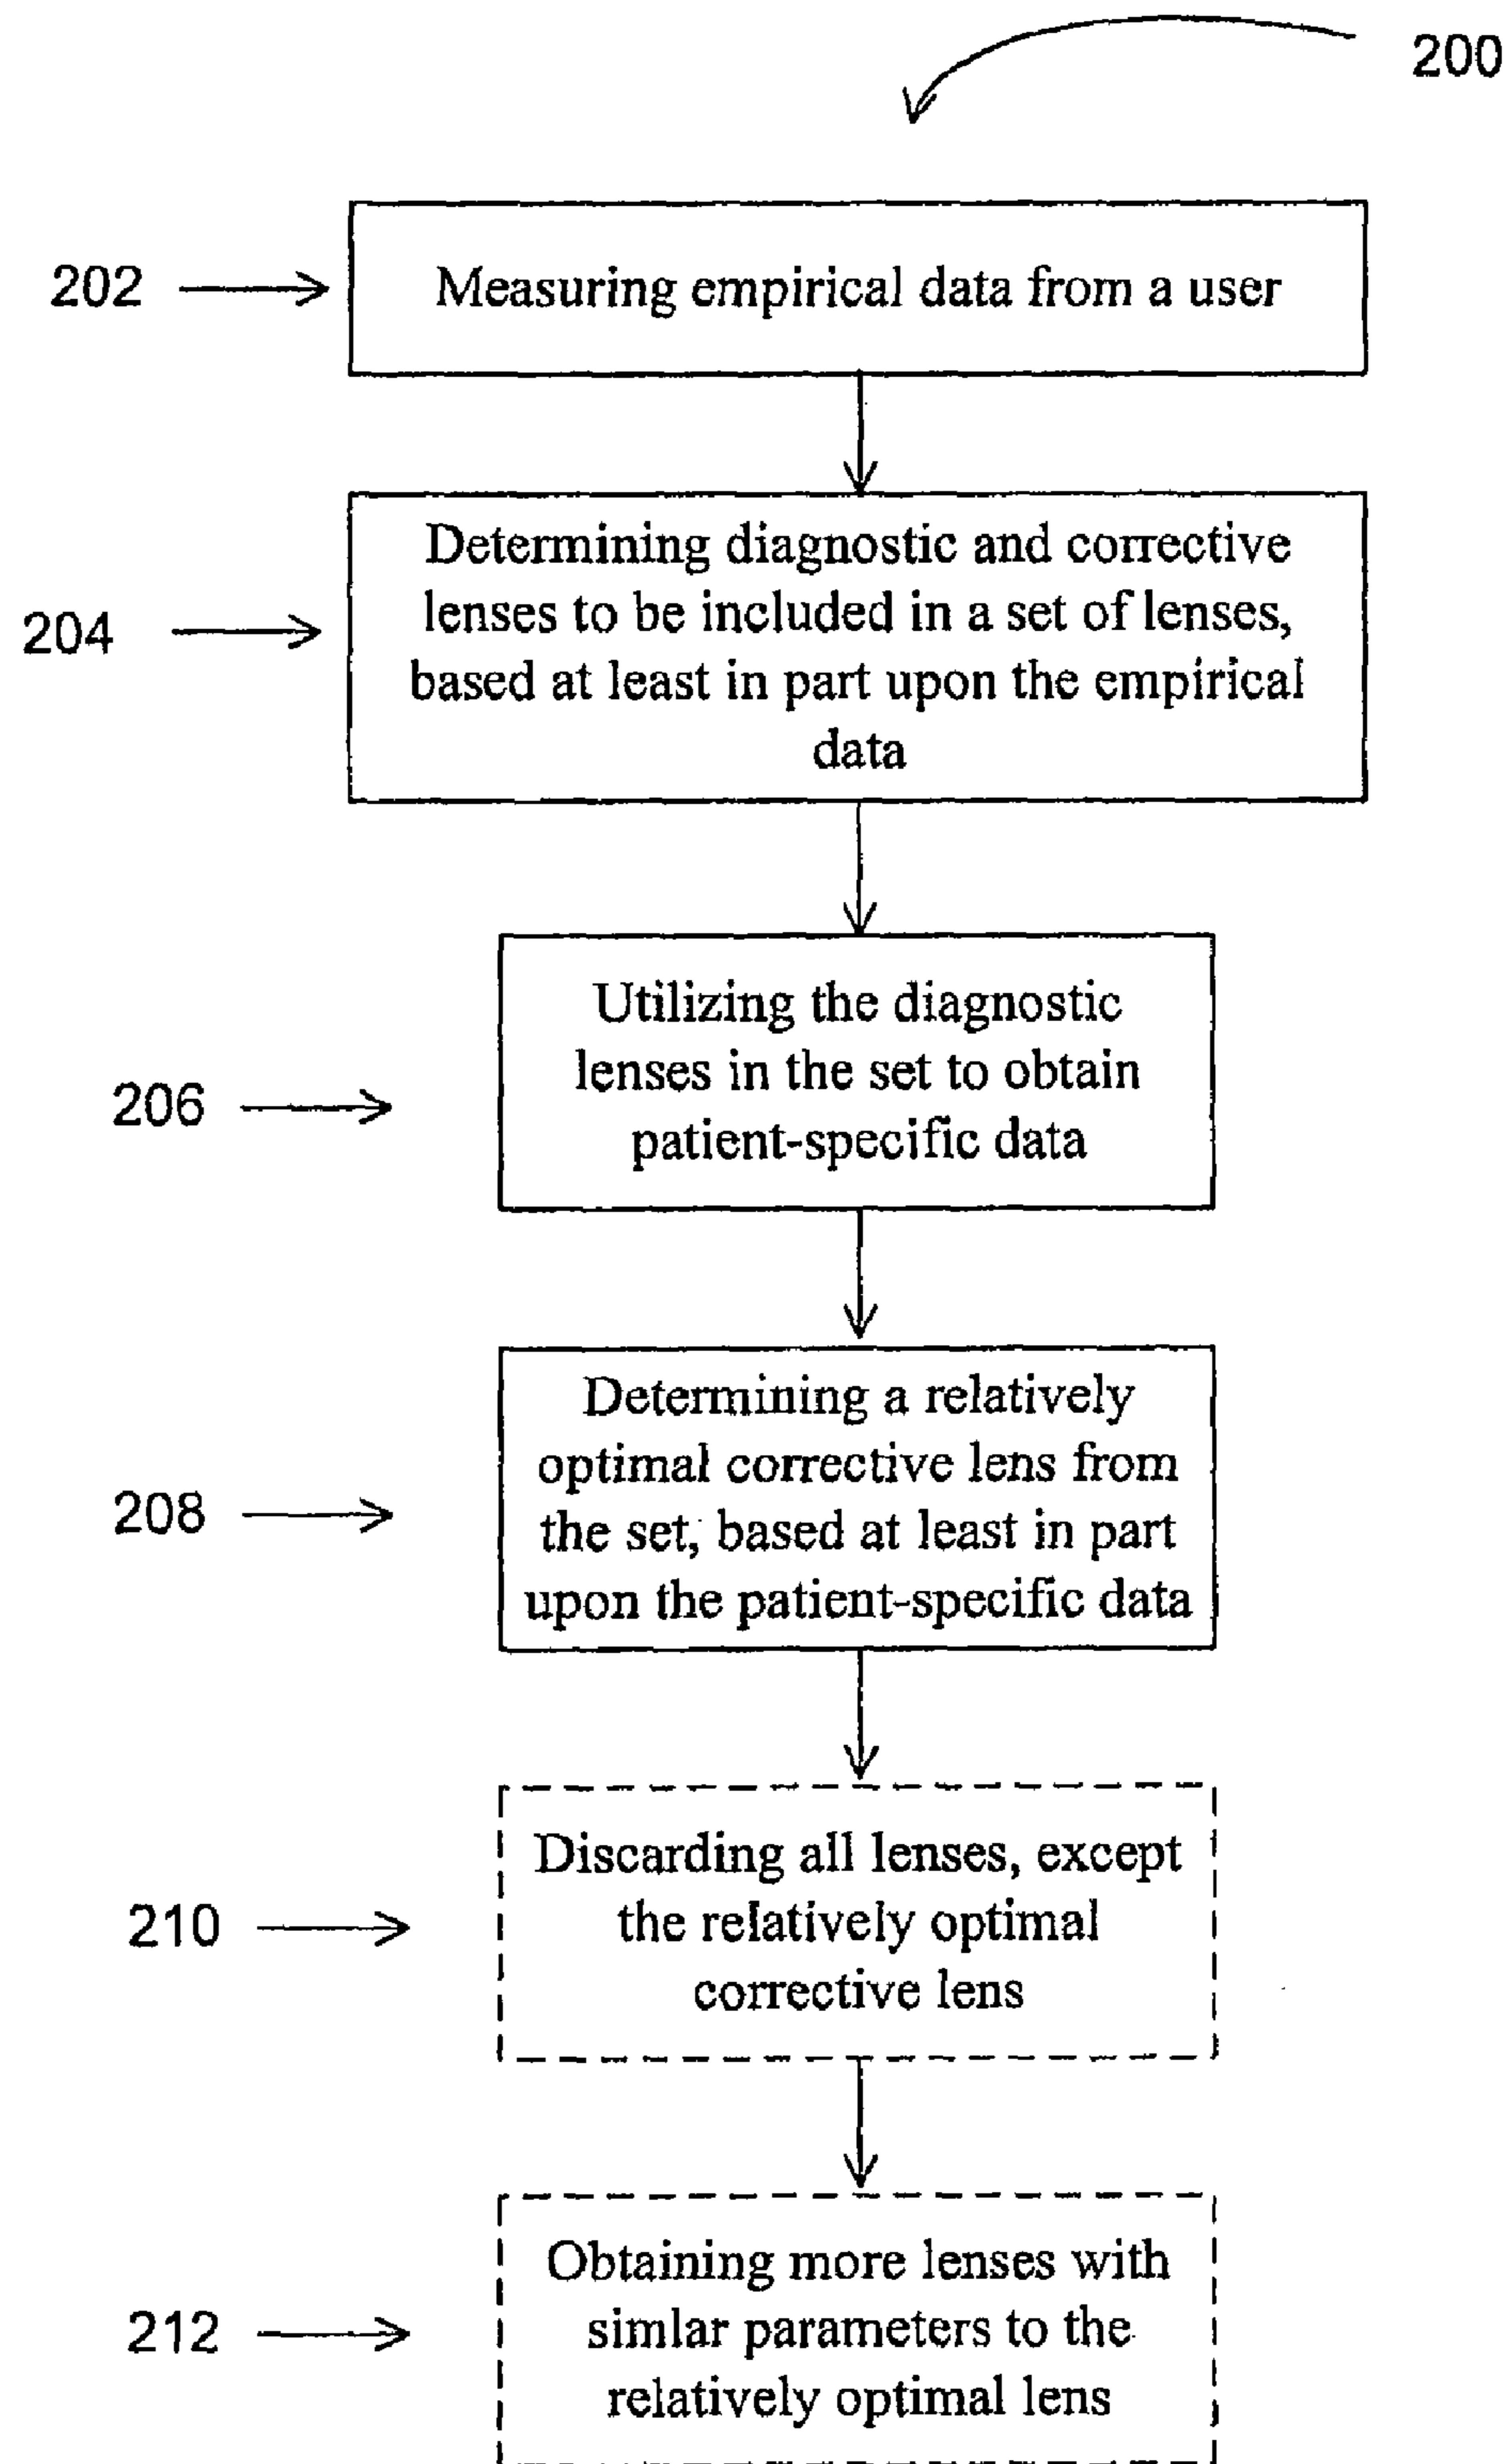 200
202
Measuring empirical data from a user
204
Determining diagnostic and corrective
lenses to be included in a set of lenses,
based at least in part upon the empirical
data
206
Utilizing the diagnostic
lenses in the set to obtain
patient-specific data
208
Determining a relatively
optimal corrective lens from
the set, based at least in part
upon the patient-specific data
210
Discarding all lenses, except
the relatively optimal
corrective lens
212
Obtaining more lenses with
simlar parameters to the
relatively optimal lens